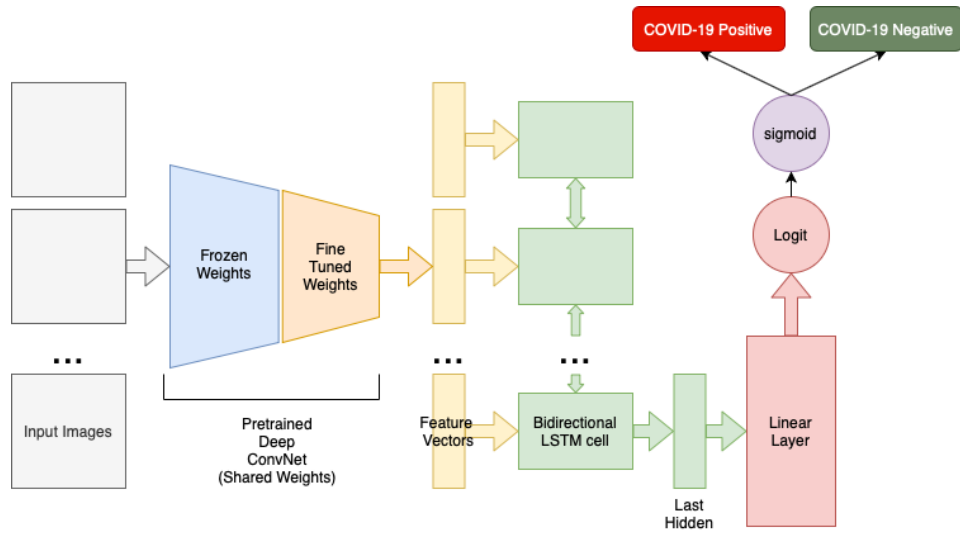 COVID-19 Positive
COVID-19 Negative
sigmoid
Logit
Frozen
Weights
Fine
Tuned
Weights
...
...
...
Input Images
Pretrained
Deep
ConvNet
(Shared Weights)
Feature
Vectors
Bidirectional
LSTM cell
Linear
Layer
Last
Hidden